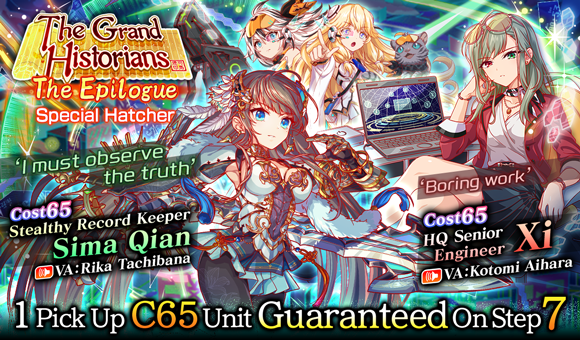 The Grand
Historians
The Epilogue
Special Hatcher
'I must observe
the truth'
Cost65
Stealthy Record Keeper
Sima Qian
VA:Rika Tachibana
'Boring work'
Cost65
HQ Senior
Engineer Xi
VA:Kotomi Aihara
1 Pick Up C65 Unit Guaranteed On Step 7